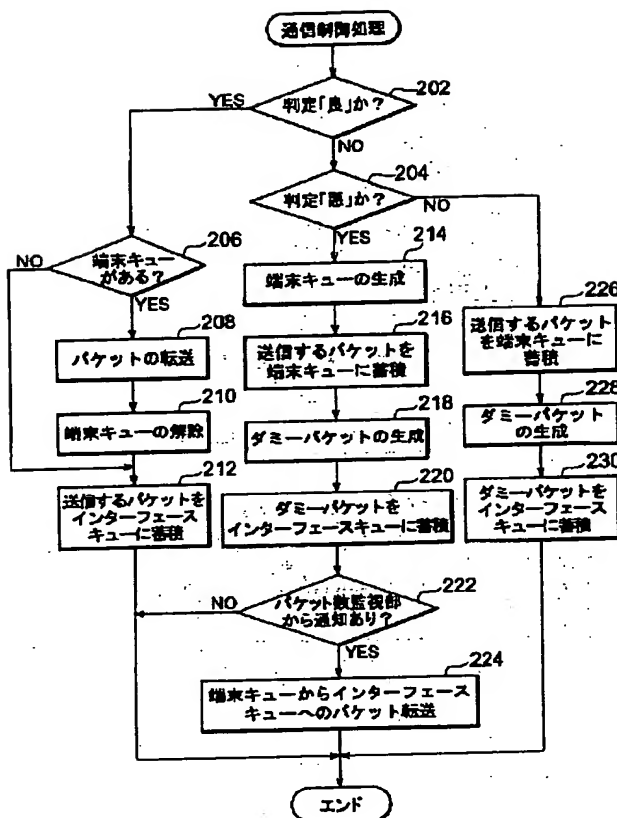 通信制御処理
202
判定「良」か？
YES
NO
204
判定「悪」か？
NO
YES
206
端末キュー
がある？
NO
YES
214
端末キューの生成
208
パケットの転送
216
送信するパケットを
端末キューに蓄積
226
送信するパケット
を端末キューに
蓄積
210
端末キューの解除
218
ダミーパケットの生成
228
ダミーパケット
の生成
212
送信するパケットを
インターフェース
キューに蓄積
220
ダミーパケットを
インターフェースキューに蓄積
230
ダミーパケットを
インターフェース
キューに蓄積
222
パケット数監視部
から通知あり？
NO
YES
224
端末キューからインターフェース
キューへのパケット転送
エンド